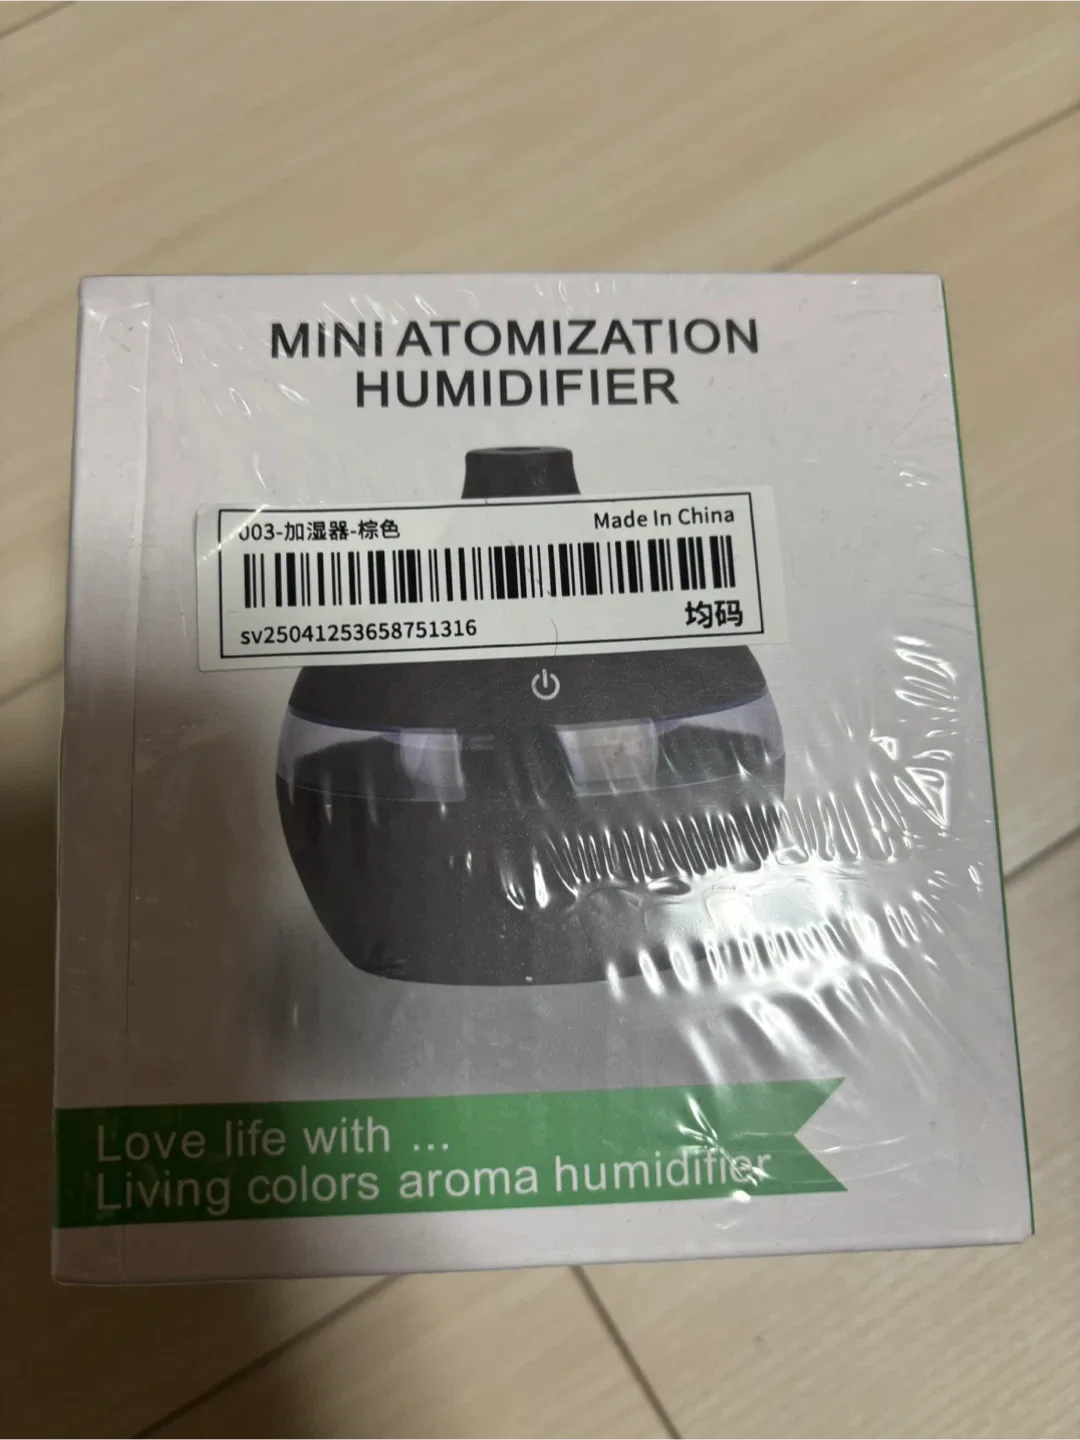 MINi ATOMIZATION
HUMIDIFIER
003-加湿器-棕色
Made In China
sv25041253658751316
均码
Love life with ...
Living colors aroma humidifier